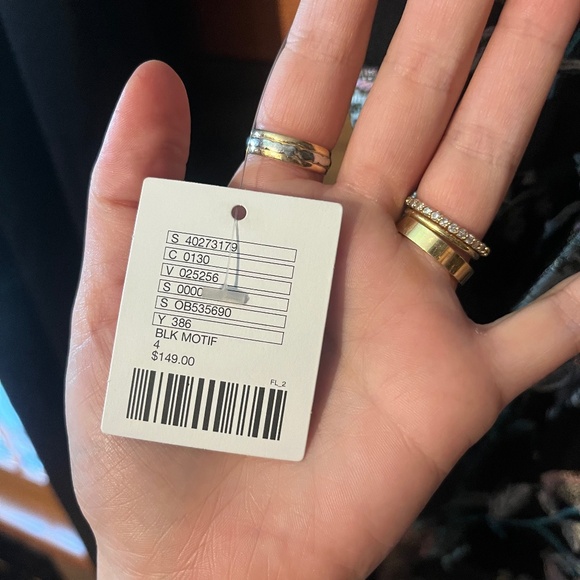 S 40273179
C 0130
V 025256
S 0000
S OB535690
Y 386
BLK MOTIF
4
$149.00
FL_2